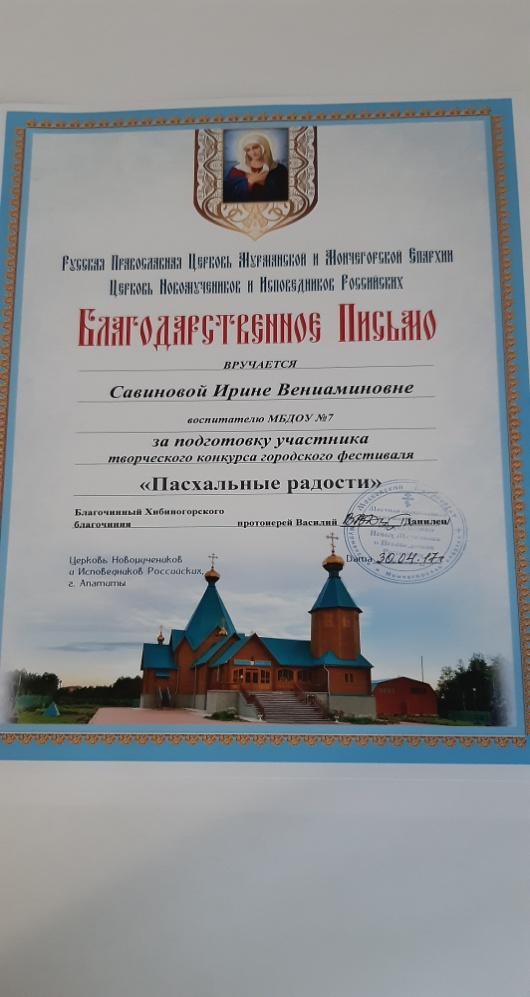 Русская Православная Церковь Мурманской и Мончегорской Епархии
Церковь Новомучеников и Исповедников Российских
Благодарственное Письмо
ВРУЧАЕТСЯ
Савиновой Ирине Вениаминовне
воспитателю МБДОУ №7
за подготовку участника
творческого конкурса городского фестиваля
«Пасхальные радости»
Благочинный Хибиногорского
благочиния протоиерей Василий /Данилец/
Церковь Новомучеников
и Исповедников Российских,
г. Апатиты
Дата 30.04.17г